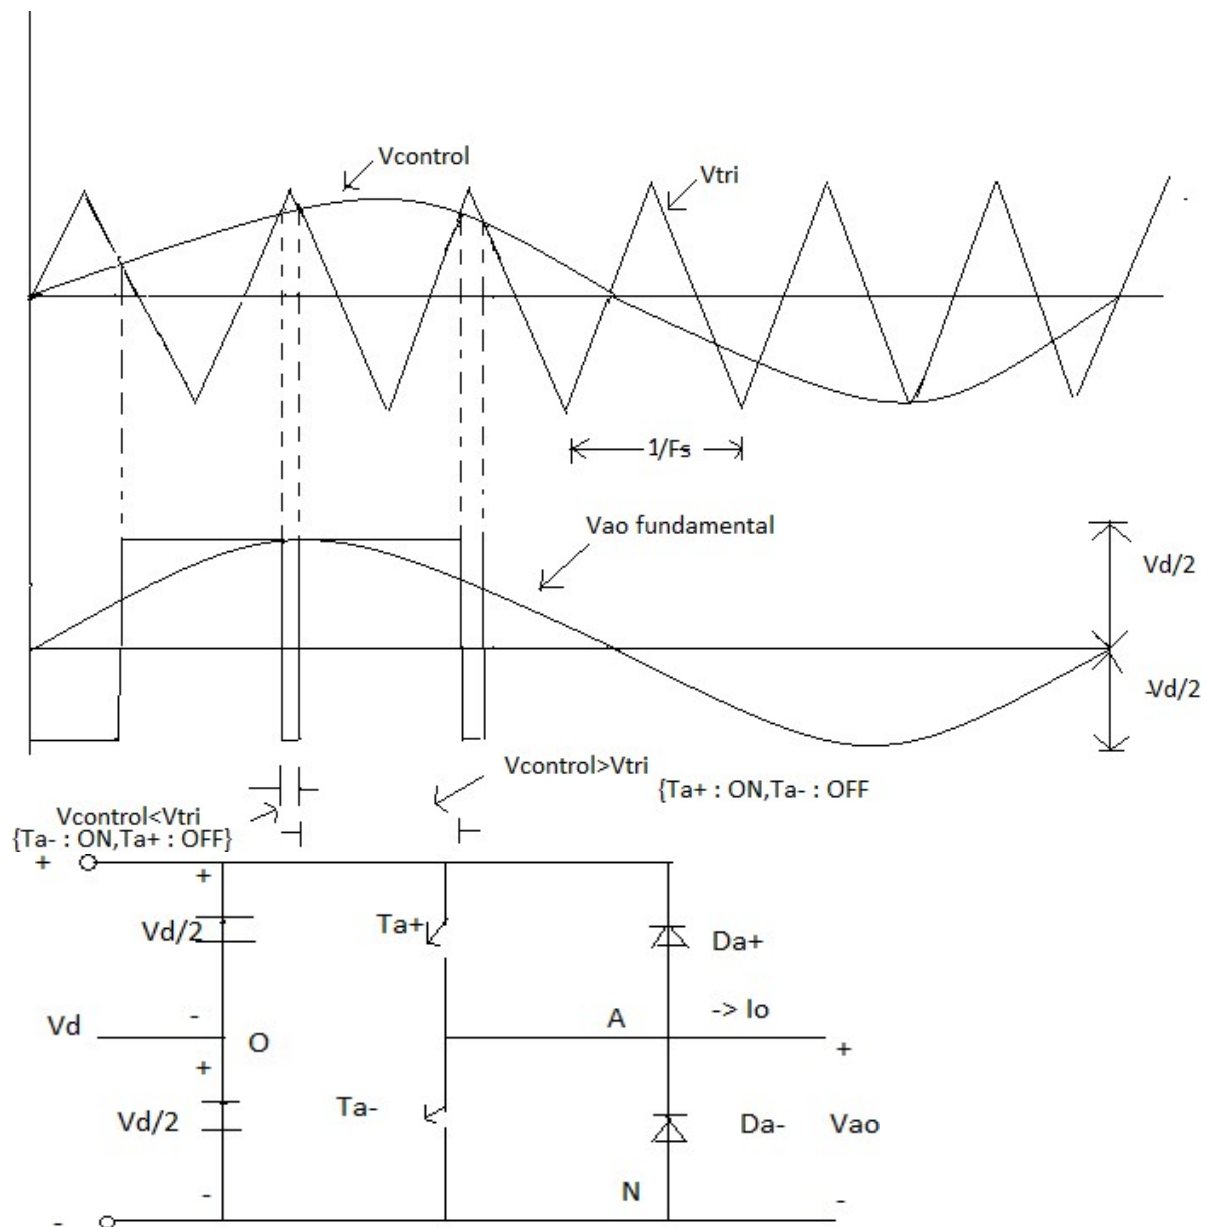 Vcontrol
Vtri
1/Fs
Vao fundamental
Vd/2
-Vd/2
Vcontrol>Vtri
{Ta+ : ON,Ta- : OFF
Vcontrol<Vtri
{Ta- : ON,Ta+ : OFF}
+
+
Vd/2
Ta+
Da+
-
-> Io
Vd
O
A
+
+
Vd/2
Ta-
Da-
Vao
-
N
-
-